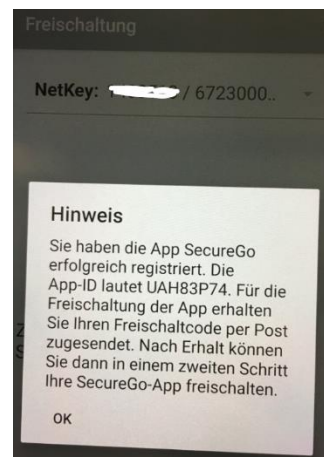 Freischaltung
NetKey: / 6723000..
Hinweis
Sie haben die App SecureGo
erfolgreich registriert. Die
App-ID lautet UAH83P74. Für die
Freischaltung der App erhalten
Sie Ihren Freischaltcode per Post
zugesendet. Nach Erhalt können
Sie dann in einem zweiten Schritt
Ihre SecureGo-App freischalten.
OK